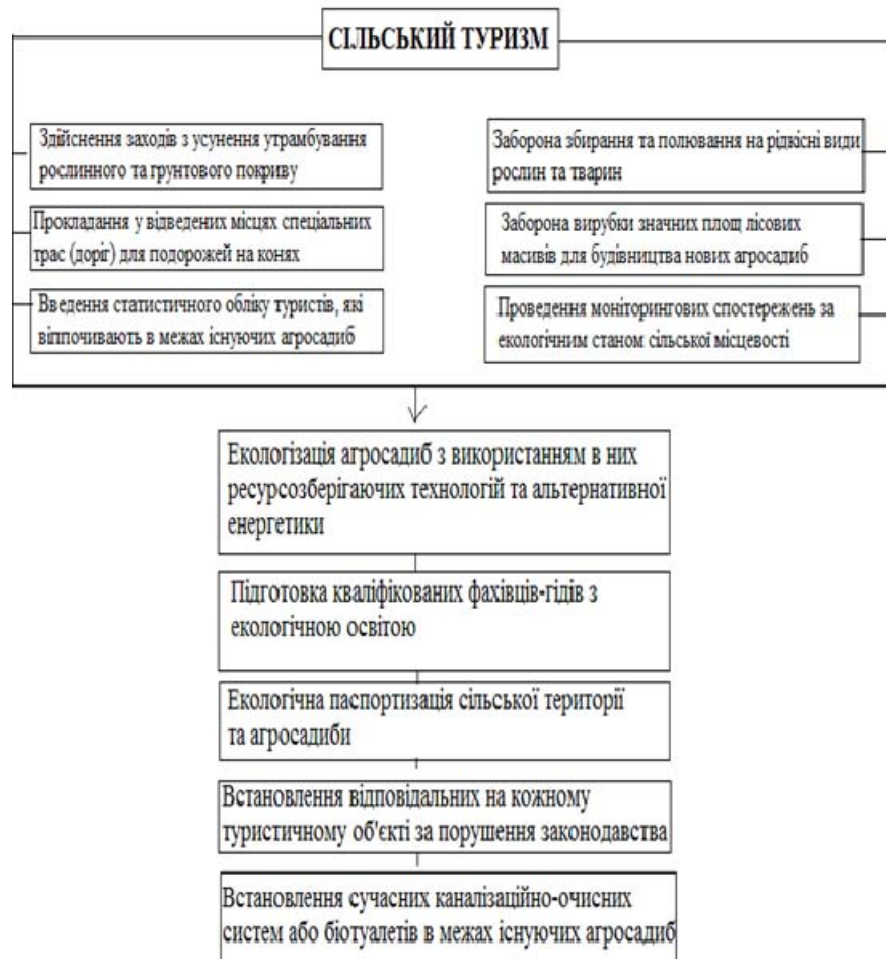 СІЛЬСЬКИЙ ТУРИЗМ
Здійснення заходів з усунення утрамбування
рослинного та ґрунтового покриву
Прокладання у відведених місцях спеціальних
трас (доріг) для подорожей на конях
Введення статистичного обліку туристів, які
віппочивають в межах існуючих агросадиб
Заборона збирання та полювання на рідкісні види
рослин та тварин
Заборона вирубки значних площ лісових
масивів для будівництва нових агросадиб
Проведення моніторингових спостережень за
екологічним станом сільської місцевості
Екологізація агросадиб з використанням в них
ресурсозберігаючих технологій та альтернативної
енергетики
Підготовка кваліфікованих фахівців-гідів з
екологічною освітою
Екологічна паспортизація сільської території
та агросадиби
Встановлення відповідальних на кожному
туристичному об'єкті за порушення законодавства
Встановлення сучасних каналізаційно-очисних
систем або біотуалетів в межах існуючих агросадиб